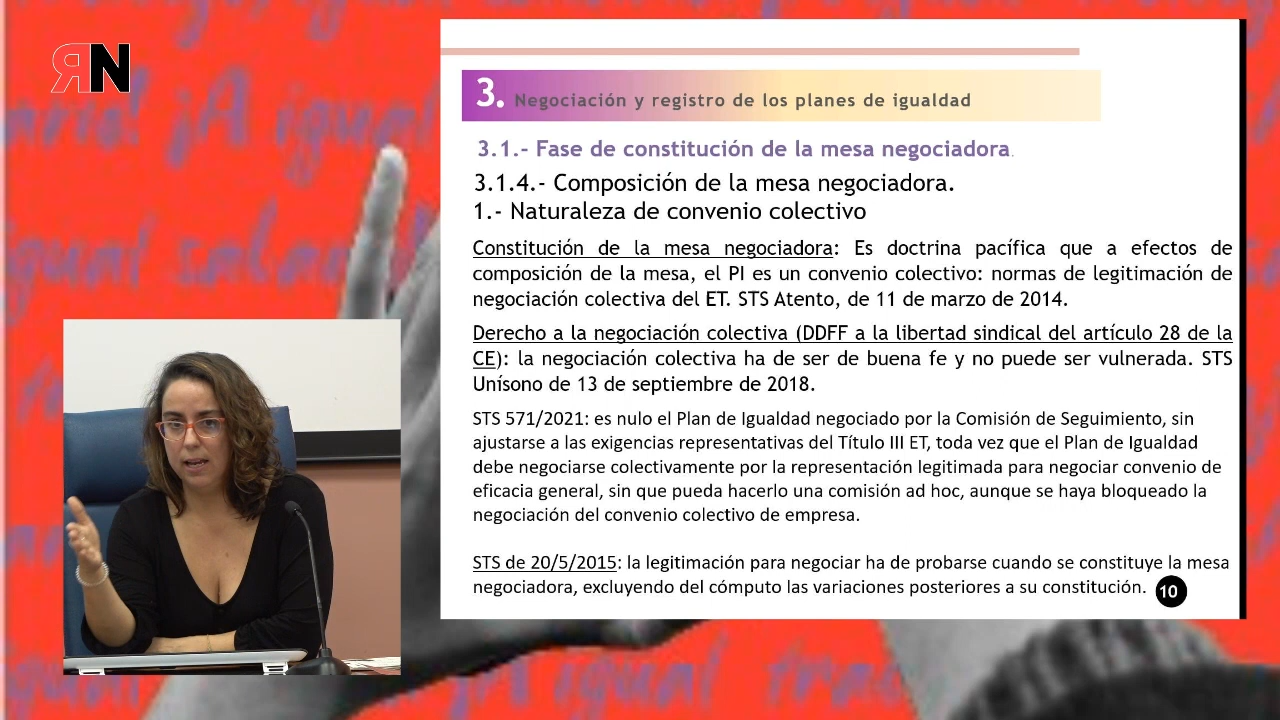 ЯN
nario! ¡A igual
igual salar
3. Negociación y registro de los planes de igualdad
3.1.- Fase de constitución de la mesa negociadora.
3.1.4.- Composición de la mesa negociadora.
1.- Naturaleza de convenio colectivo
Constitución de la mesa negociadora: Es doctrina pacífica que a efectos de
composición de la mesa, el PI es un convenio colectivo: normas de legitimación de
negociación colectiva del ET. STS Atento, de 11 de marzo de 2014.
Derecho a la negociación colectiva (DDFF a la libertad sindical del artículo 28 de la
CE): la negociación colectiva ha de ser de buena fe y no puede ser vulnerada. STS
Unísono de 13 de septiembre de 2018.
STS 571/2021: es nulo el Plan de Igualdad negociado por la Comisión de Seguimiento, sin
ajustarse a las exigencias representativas del Título III ET, toda vez que el Plan de Igualdad
debe negociarse colectivamente por la representación legitimada para negociar convenio de
eficacia general, sin que pueda hacerlo una comisión ad hoc, aunque se haya bloqueado la
negociación del convenio colectivo de empresa.
STS de 20/5/2015: la legitimación para negociar ha de probarse cuando se constituye la mesa
negociadora, excluyendo del cómputo las variaciones posteriores a su constitución. 10
igual ¡A igual trab